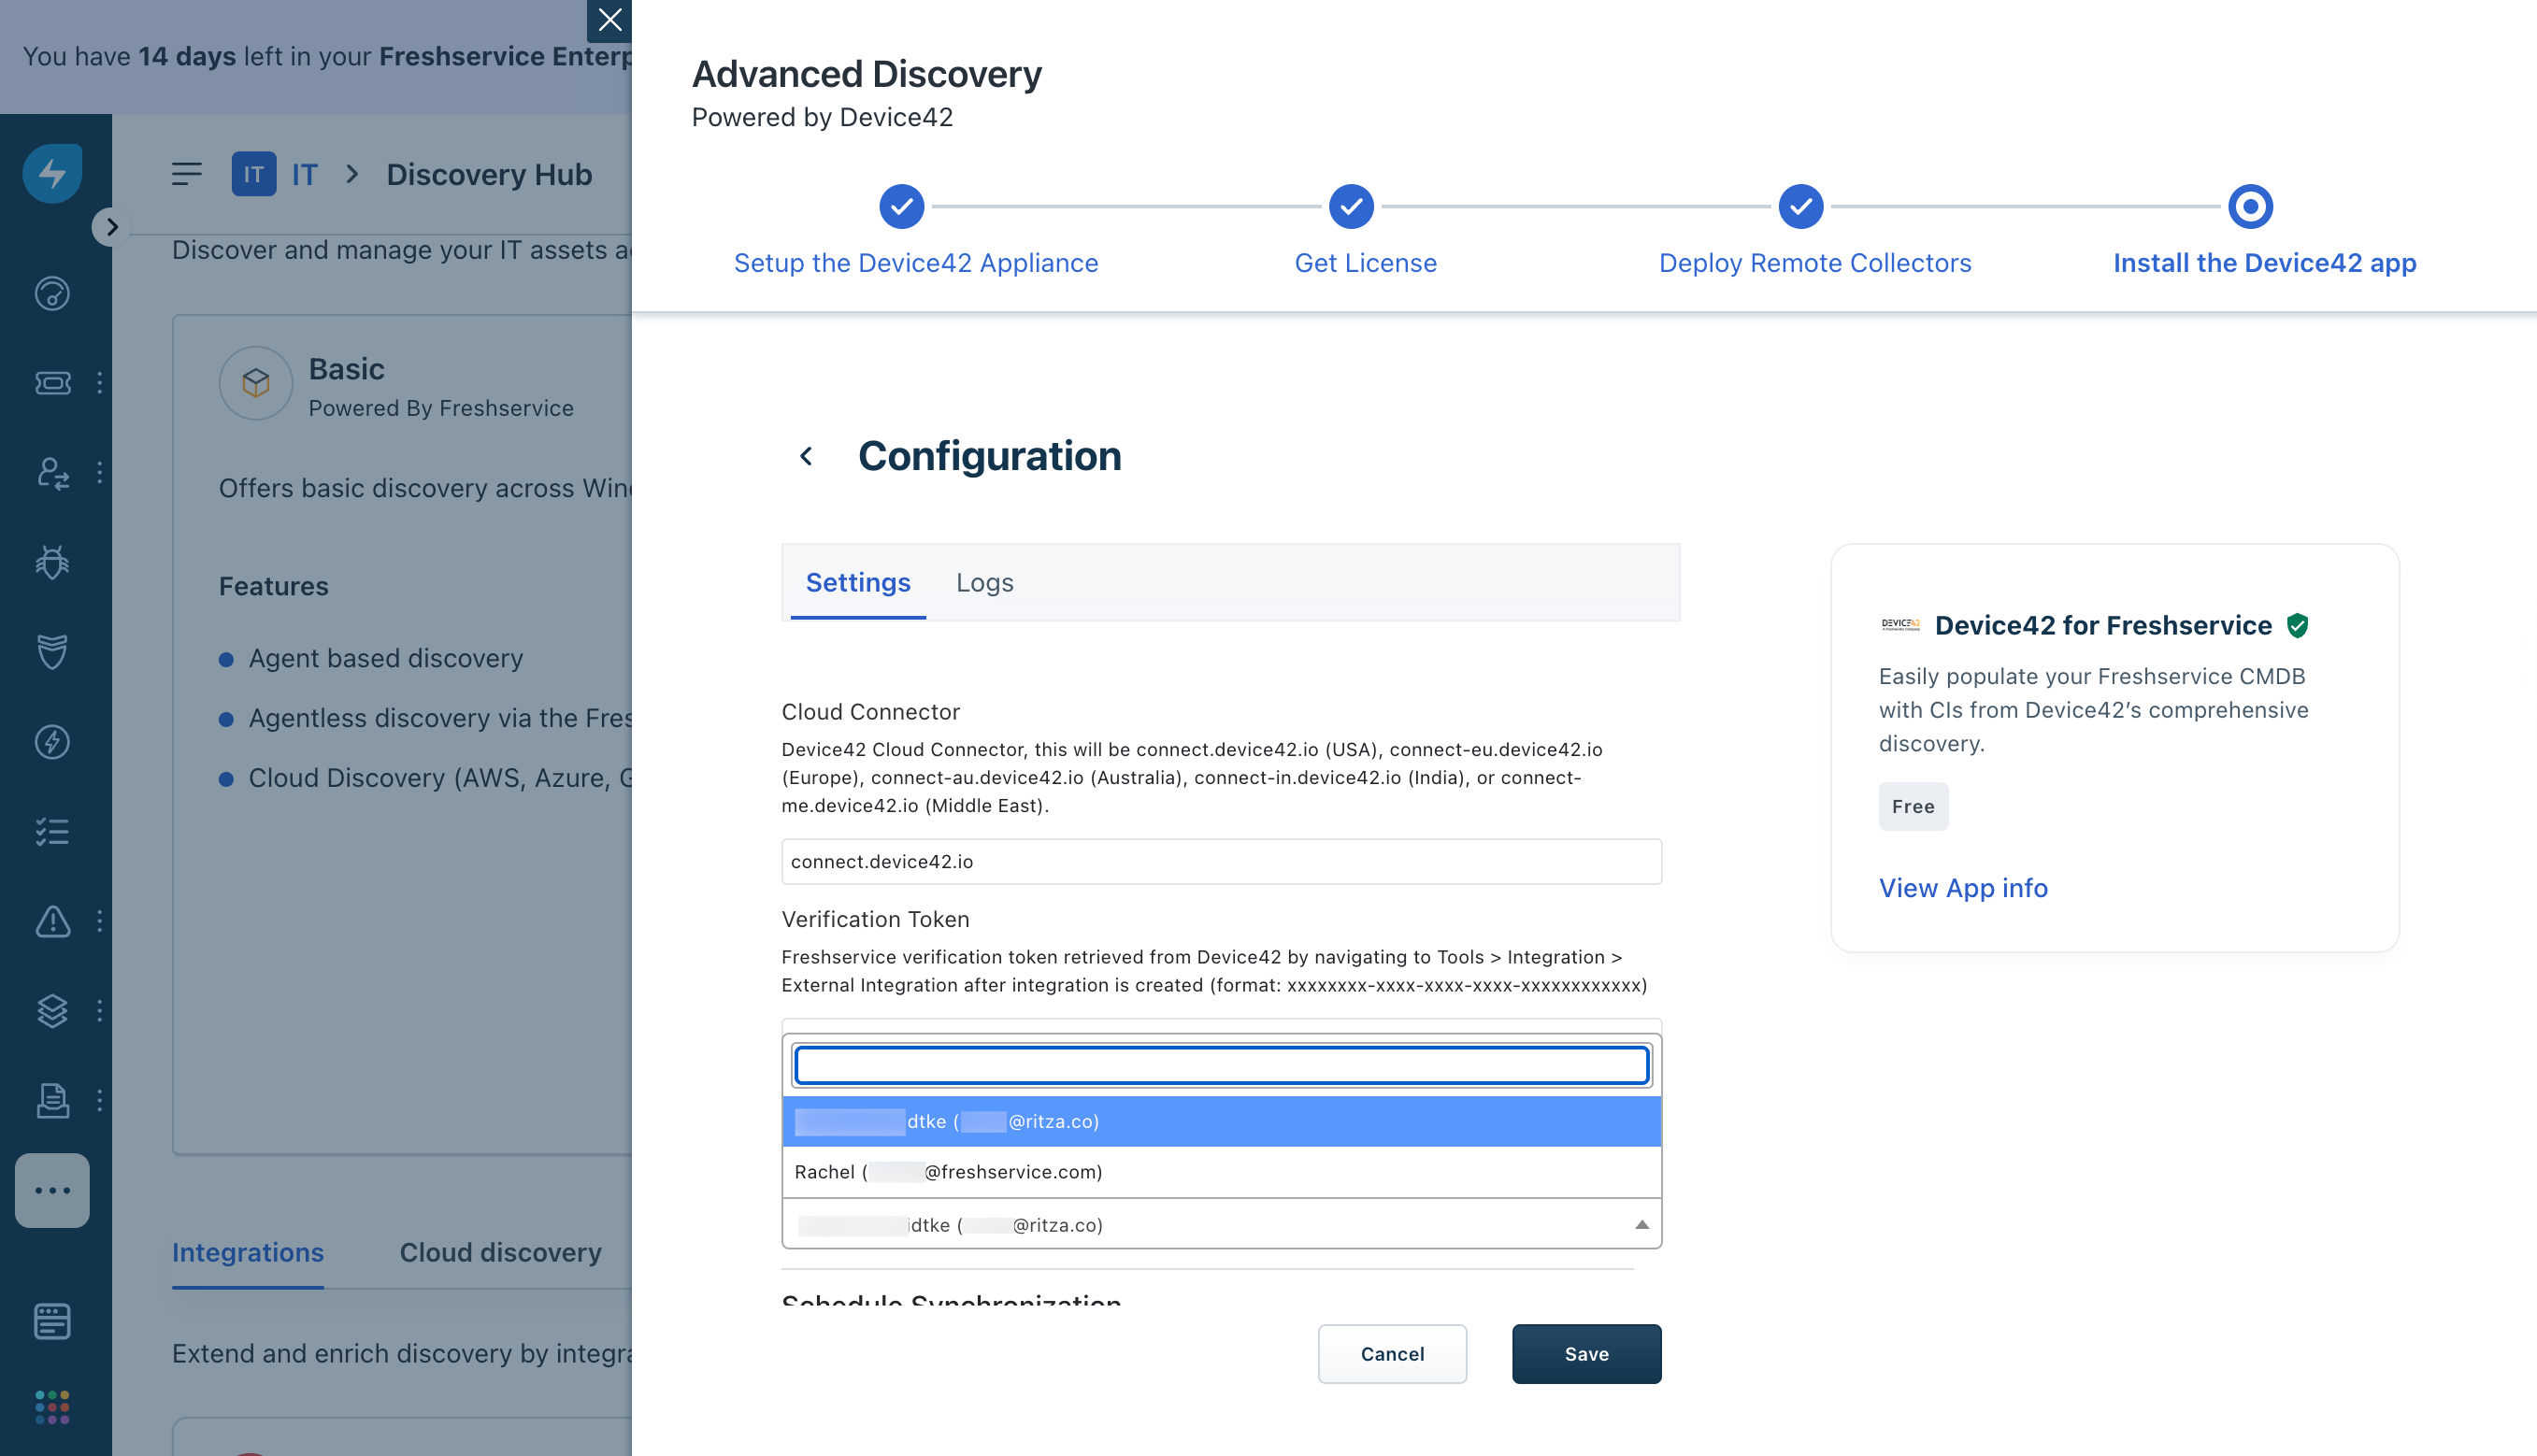 You have 14 days left in your Freshservice Enterp
IT IT > Discovery Hub
Discover and manage your IT assets a
Basic
Powered By Freshservice
Offers basic discovery across Win
Features
Agent based discovery
Agentless discovery via the Fres
Cloud Discovery (AWS, Azure, G
Integrations
Cloud discovery
Extend and enrich discovery by integra
Advanced Discovery
Powered by Device42
Setup the Device42 Appliance
Get License
Deploy Remote Collectors
Install the Device42 app
Configuration
Settings
Logs
Cloud Connector
Device42 Cloud Connector, this will be connect.device42.io (USA), connect-eu.device42.io
(Europe), connect-au.device42.io (Australia), connect-in.device42.io (India), or connect-
me.device42.io (Middle East).
connect.device42.io
Verification Token
Freshservice verification token retrieved from Device42 by navigating to Tools > Integration >
External Integration after integration is created (format: xxxxxxxx-xxxx-xxxx-xxxx-xxxxxxxxxxxx)
dtke ( @ritza.co)
Rachel ( @freshservice.com)
idtke ( @ritza.co)
Schedule Synchronization
Cancel
Save
DEVICE42
Device42 for Freshservice
Easily populate your Freshservice CMDB
with CIs from Device42's comprehensive
discovery.
Free
View App info